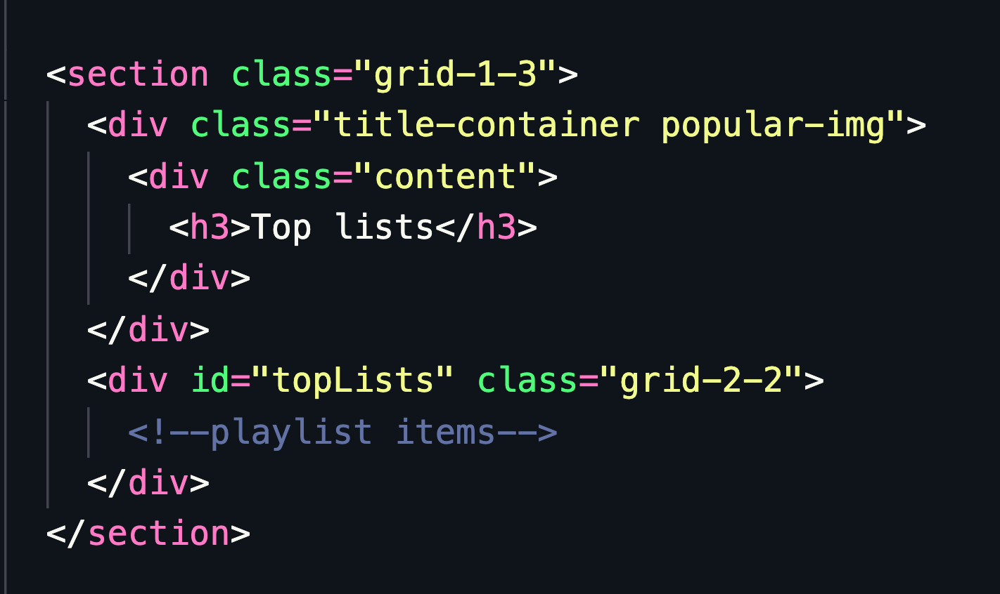 <section class="grid-1-3">
<div class="title-container popular-img">
<div class="content">
<h3>Top lists</h3>
</div>
</div>
<div id="topLists" class="grid-2-2">
<!--playlist items-->
</div>
</section>